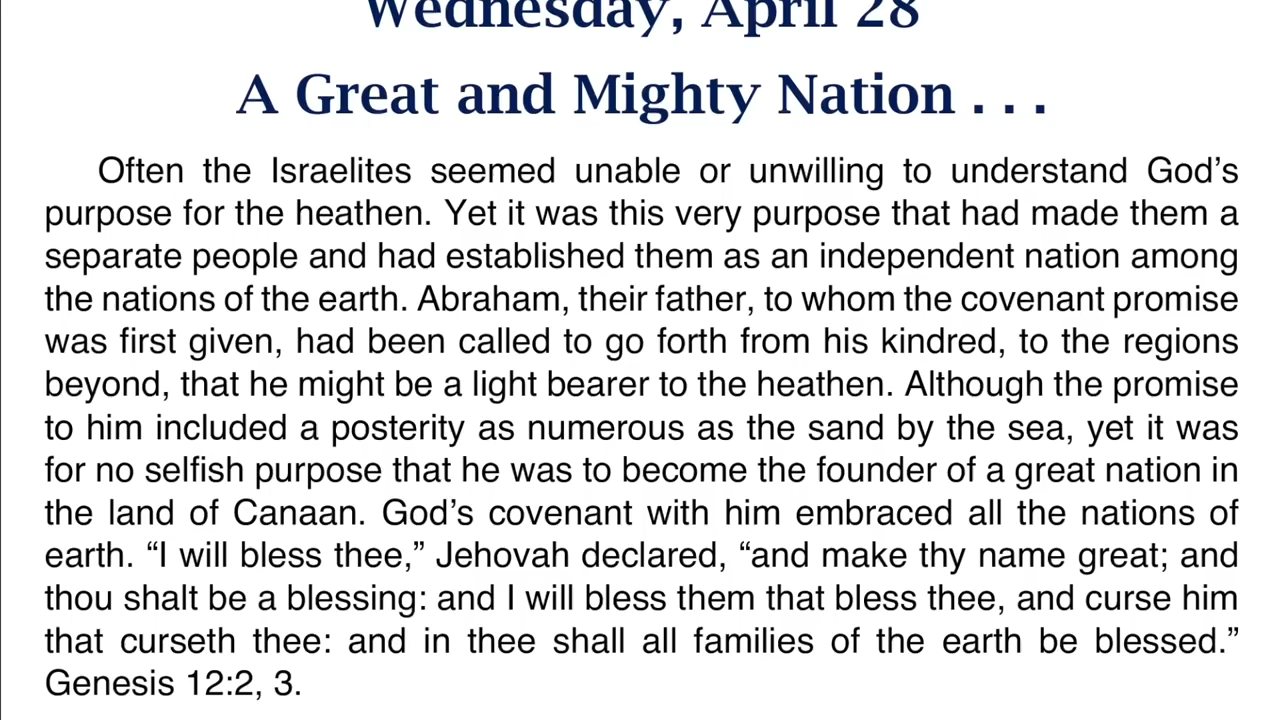 Wednesday, April 28
A Great and Mighty Nation . . .
Often the Israelites seemed unable or unwilling to understand God’s
purpose for the heathen. Yet it was this very purpose that had made them a
separate people and had established them as an independent nation among
the nations of the earth. Abraham, their father, to whom the covenant promise
was first given, had been called to go forth from his kindred, to the regions
beyond, that he might be a light bearer to the heathen. Although the promise
to him included a posterity as numerous as the sand by the sea, yet it was
for no selfish purpose that he was to become the founder of a great nation in
the land of Canaan. God’s covenant with him embraced all the nations of
earth. “I will bless thee,” Jehovah declared, “and make thy name great; and
thou shalt be a blessing: and I will bless them that bless thee, and curse him
that curseth thee: and in thee shall all families of the earth be blessed.”
Genesis 12:2, 3.